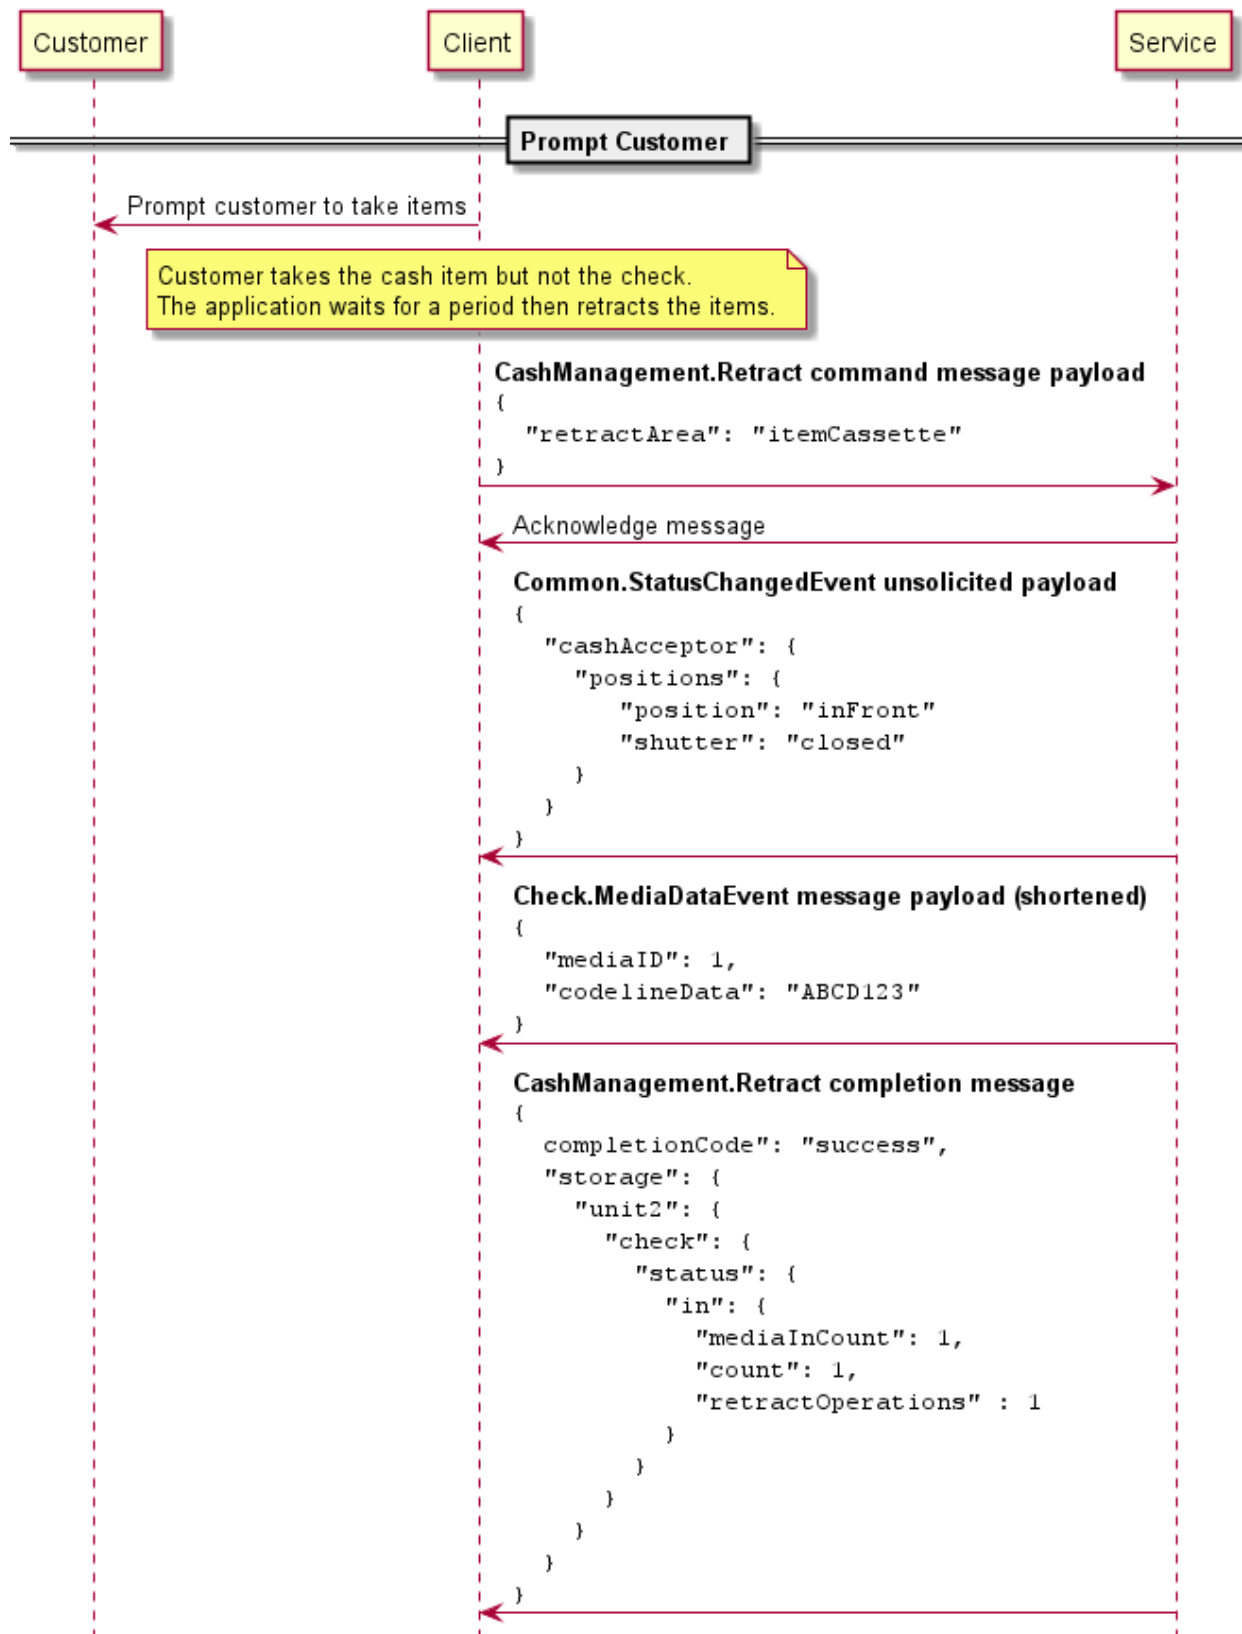 Customer
Client
Service
Prompt Customer
Prompt customer to take items
Customer takes the cash item but not the check.
The application waits for a period then retracts the items.
CashManagement.Retract command message payload
{
"retractArea": "itemCassette"
}
Acknowledge message
Common.StatusChangedEvent unsolicited payload
{
"cashAcceptor": {
"positions": {
"position": "inFront"
"shutter": "closed"
}
}
}
Check.MediaDataEvent message payload (shortened)
{
"mediaID": 1,
"codelineData": "ABCD123"
}
CashManagement.Retract completion message
{
completionCode": "success",
"storage": {
"unit2": {
"check": {
"status": {
"in": {
"mediaInCount": 1,
"count": 1,
"retractOperations" : 1
}
}
}
}
}
}